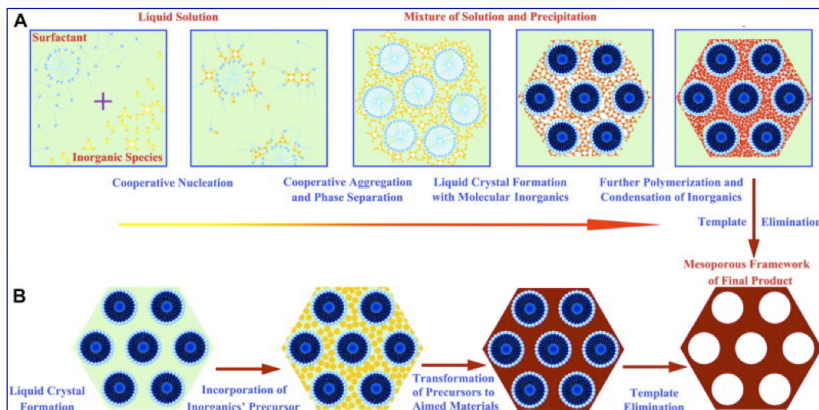 A
Liquid Solution
Mixture of Solution and Precipitation
Surfactant
Inorganic Species
Cooperative Nucleation
Cooperative Aggregation
and Phase Separation
Liquid Crystal Formation
with Molecular Inorganics
Further Polymerization and
Condensation of Inorganics
Template Elimination
Mesoporous Framework
of Final Product
B
Liquid Crystal
Formation
Incorporation of
Inorganics' Precursor
Transformation
of Precursors to
Aimed Materials
Template
Elimination